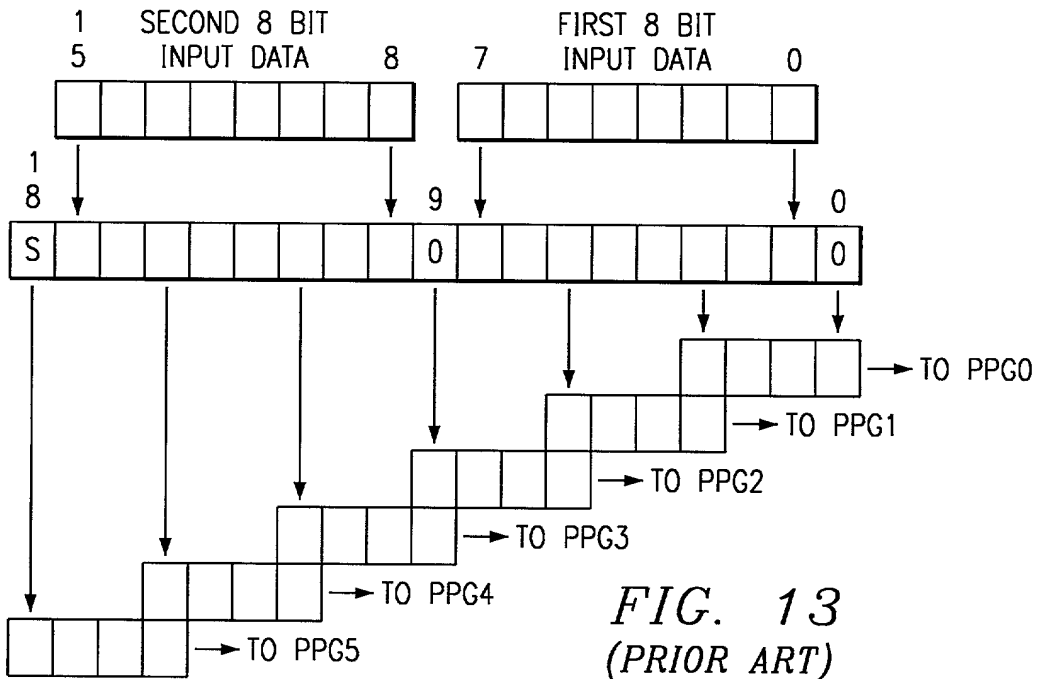 1 SECOND 8 BIT FIRST 8 BIT
5 INPUT DATA 8 7 INPUT DATA 0
1
8 9 0
S 0 0
TO PPG0
TO PPG1
TO PPG2
TO PPG3
TO PPG4
TO PPG5
FIG. 13
(PRIOR ART)